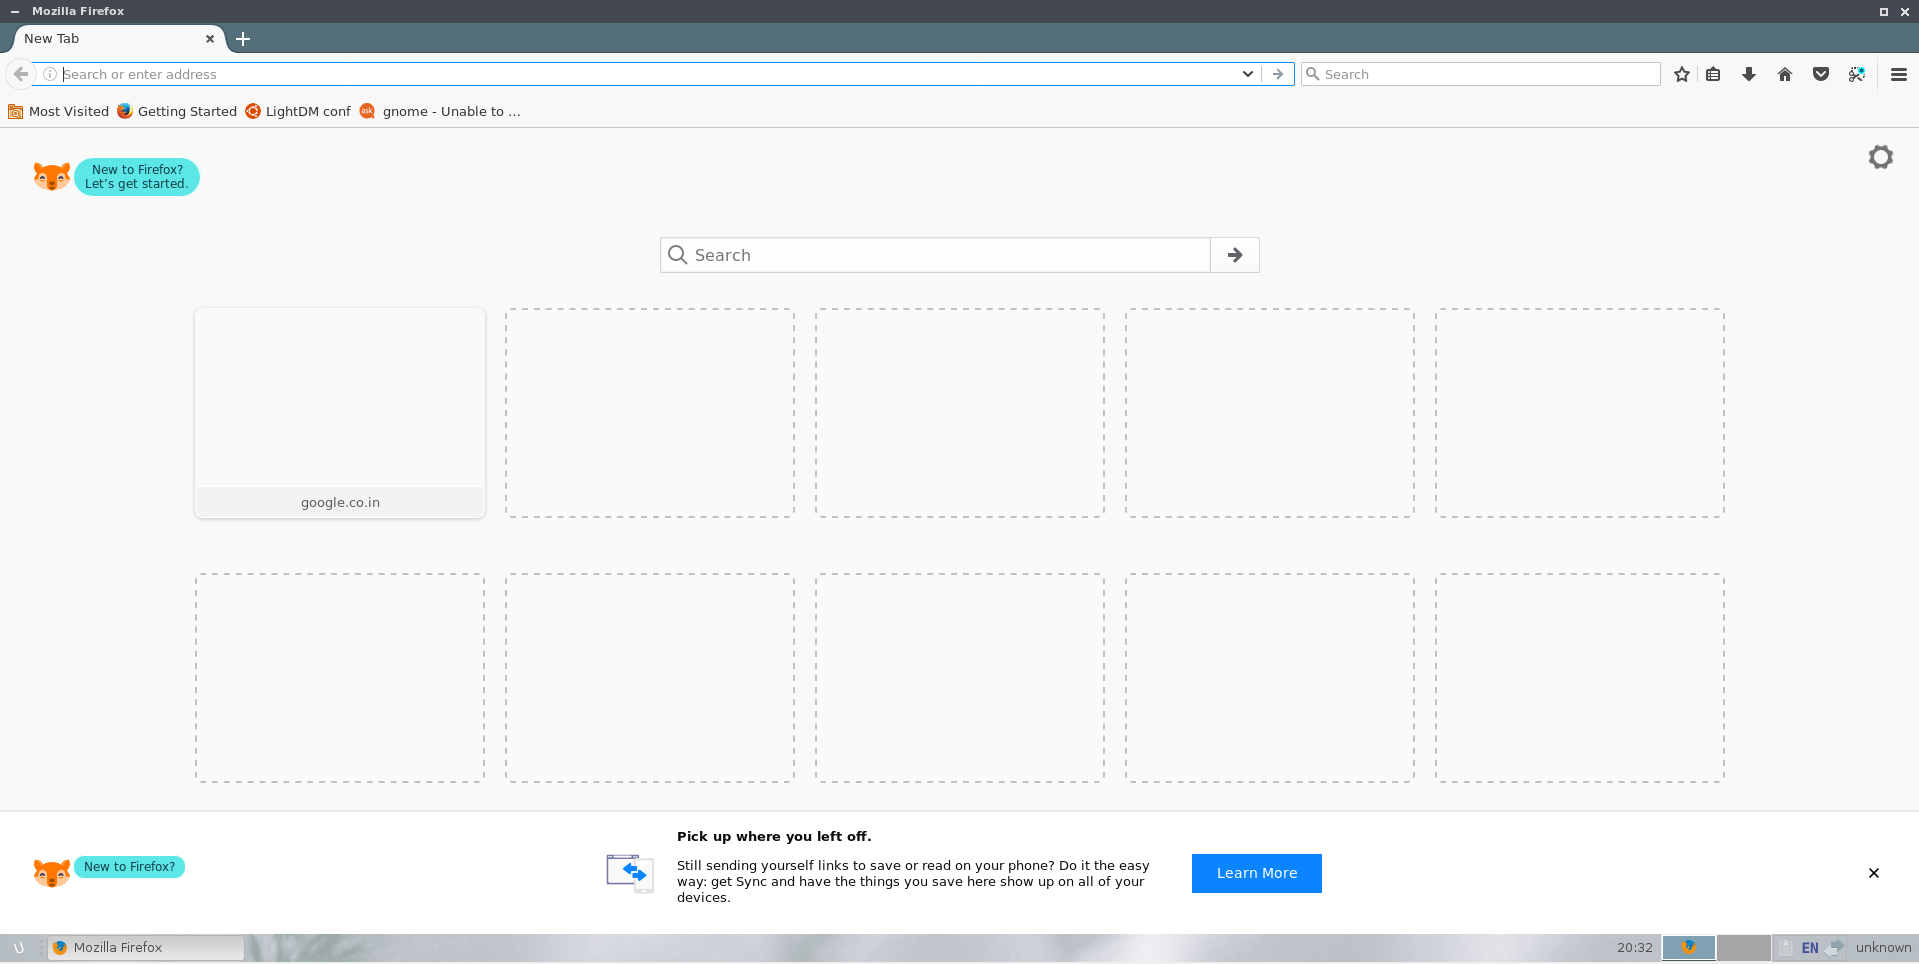 Mozilla Firefox
New Tab
Search or enter address
Search
Most Visited Getting Started LightDM conf ask gnome - Unable to ...
New to Firefox?
Let's get started.
Search
google.co.in
Pick up where you left off.
New to Firefox?
Still sending yourself links to save or read on your phone? Do it the easy
way: get Sync and have the things you save here show up on all of your
devices.
Learn More
Mozilla Firefox
20:32
EN
unknown